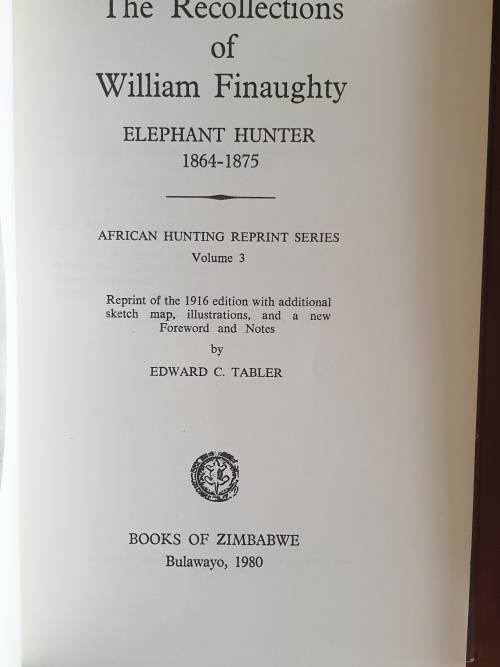 The Recollections
of
William Finaughty
ELEPHANT HUNTER
1864-1875
AFRICAN HUNTING REPRINT SERIES
Volume 3
Reprint of the 1916 edition with additional
sketch map, illustrations, and a new
Foreword and Notes
by
EDWARD C. TABLER
BOOKS OF ZIMBABWE
Bulawayo, 1980